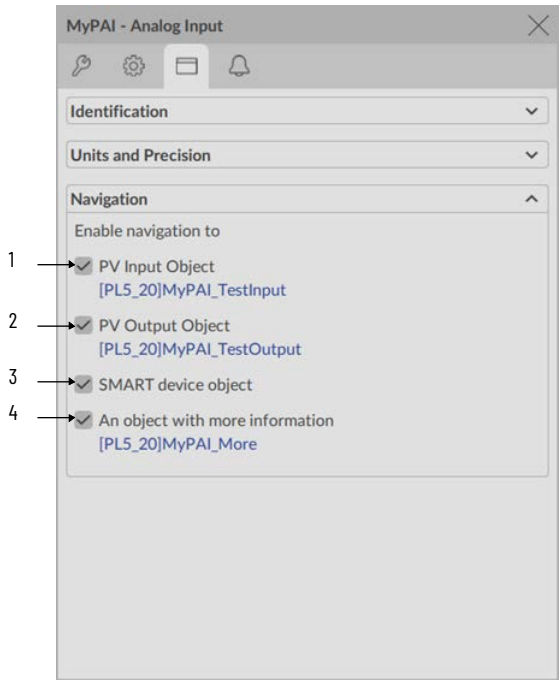 MyPAI - Analog Input
Identification
Units and Precision
Navigation
Enable navigation to
1
PV Input Object
[PL5_20]MyPAI_TestInput
2
PV Output Object
[PL5_20]MyPAI_TestOutput
3
SMART device object
4
An object with more information
[PL5_20]MyPAI_More